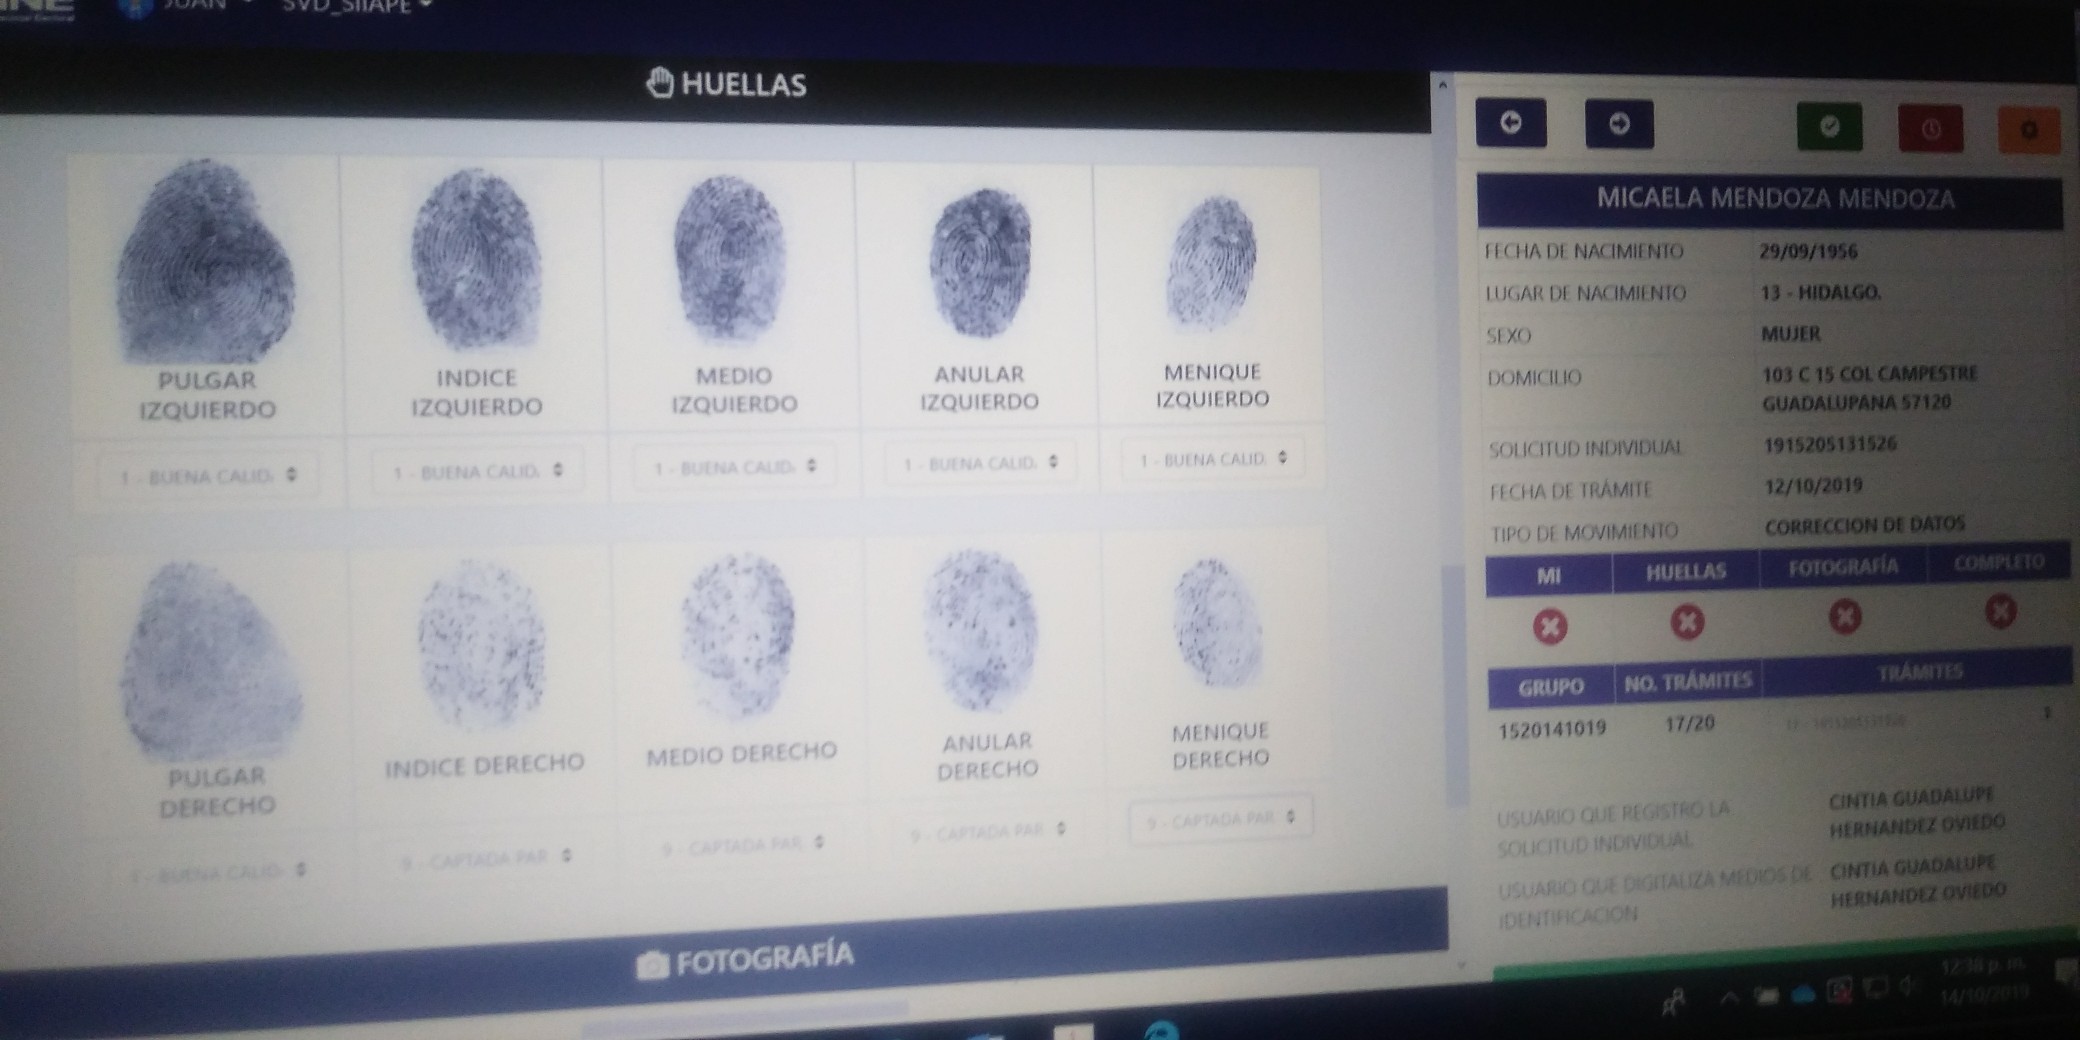 INE
JUAN
SVD_SIIAPE
HUELLAS
PULGAR
IZQUIERDO
INDICE
IZQUIERDO
MEDIO
IZQUIERDO
ANULAR
IZQUIERDO
MENIQUE
IZQUIERDO
1 - BUENA CALID.
1 - BUENA CALID.
1 - BUENA CALID.
1 - BUENA CALID.
1 - BUENA CALID.
PULGAR
DERECHO
INDICE DERECHO
MEDIO DERECHO
ANULAR
DERECHO
MENIQUE
DERECHO
1 - BUENA CALID.
9 - CAPTADA PAR
9 - CAPTADA PAR
9 - CAPTADA PAR
9 - CAPTADA PAR
FOTOGRAFÍA
MICAELA MENDOZA MENDOZA
FECHA DE NACIMIENTO 29/09/1956
LUGAR DE NACIMIENTO 13 - HIDALGO.
SEXO MUJER
DOMICILIO 103 C 15 COL CAMPESTRE
GUADALUPANA 57120
SOLICITUD INDIVIDUAL 1915205131526
FECHA DE TRÁMITE 12/10/2019
TIPO DE MOVIMIENTO CORRECCION DE DATOS
MI HUELLAS FOTOGRAFÍA COMPLETO
GRUPO NO. TRÁMITES TRÁMITES
1520141019 17/20
USUARIO QUE REGISTRO LA
SOLICITUD INDIVIDUAL
CINTIA GUADALUPE
HERNANDEZ OVIEDO
USUARIO QUE DIGITALIZA MEDIOS DE
IDENTIFICACION
CINTIA GUADALUPE
HERNANDEZ OVIEDO
12:38 p. m.
14/10/2019